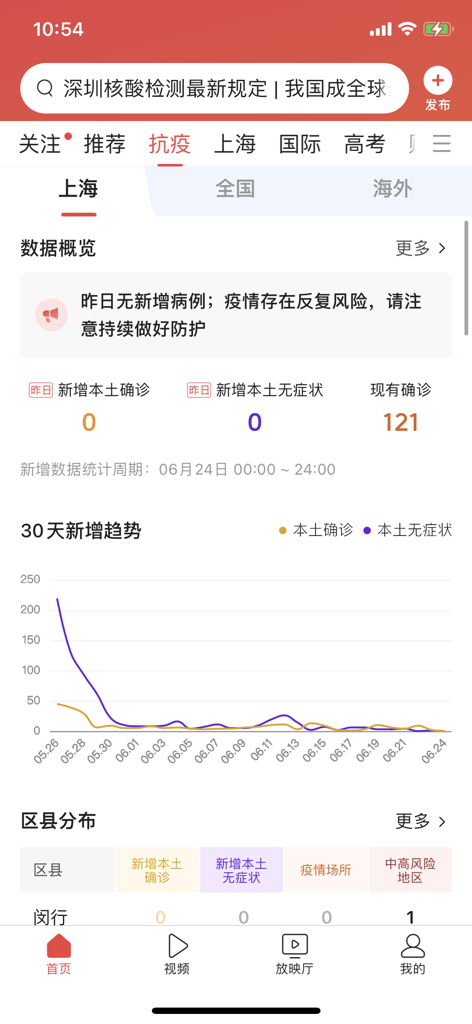 10:54
深圳核酸检测最新规定 | 我国成全球
发布
关注 推荐 抗疫 上海 国际 高考
上海 全国 海外
数据概览 更多
昨日无新增病例；疫情存在反复风险，请注
意持续做好防护
昨日 新增本土确诊 昨日 新增本土无症状 现有确诊
0 0 121
新增数据统计周期：06月24日 00:00 ~ 24:00
30天新增趋势 本土确诊 本土无症状
250
200
150
100
50
0
05.26 05.28 05.30 06.01 06.03 06.05 06.07 06.09 06.11 06.13 06.15 06.17 06.19 06.21 06.24
区县分布 更多
区县 新增本土 新增本土 疫情场所 中高风险
确诊 无症状 地区
闵行 0 0 0 1
首页 视频 放映厅 我的